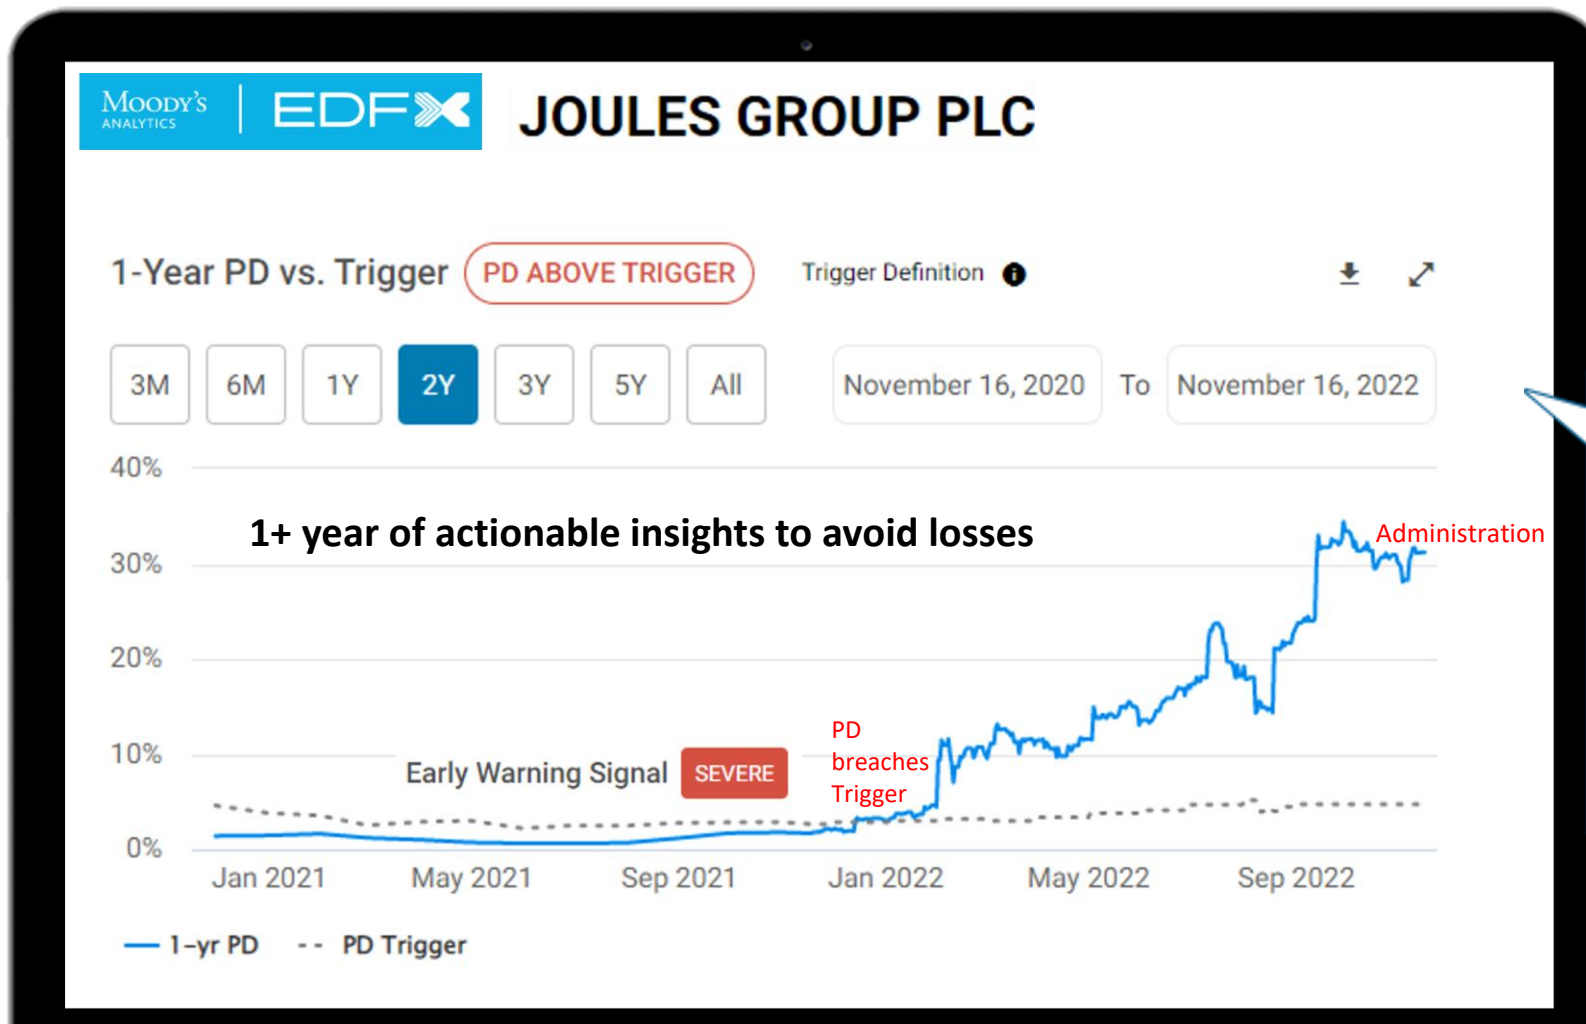 MOODY'S
ANALYTICS
EDFX
JOULES GROUP PLC
1-Year PD vs. Trigger PD ABOVE TRIGGER Trigger Definition
3M 6M 1Y 2Y 3Y 5Y All November 16, 2020 To November 16, 2022
40%
1+ year of actionable insights to avoid losses
Administration
30%
20%
PD
breaches
Trigger
10%
Early Warning Signal SEVERE
0%
Jan 2021 May 2021 Sep 2021 Jan 2022 May 2022 Sep 2022
1-yr PD PD Trigger